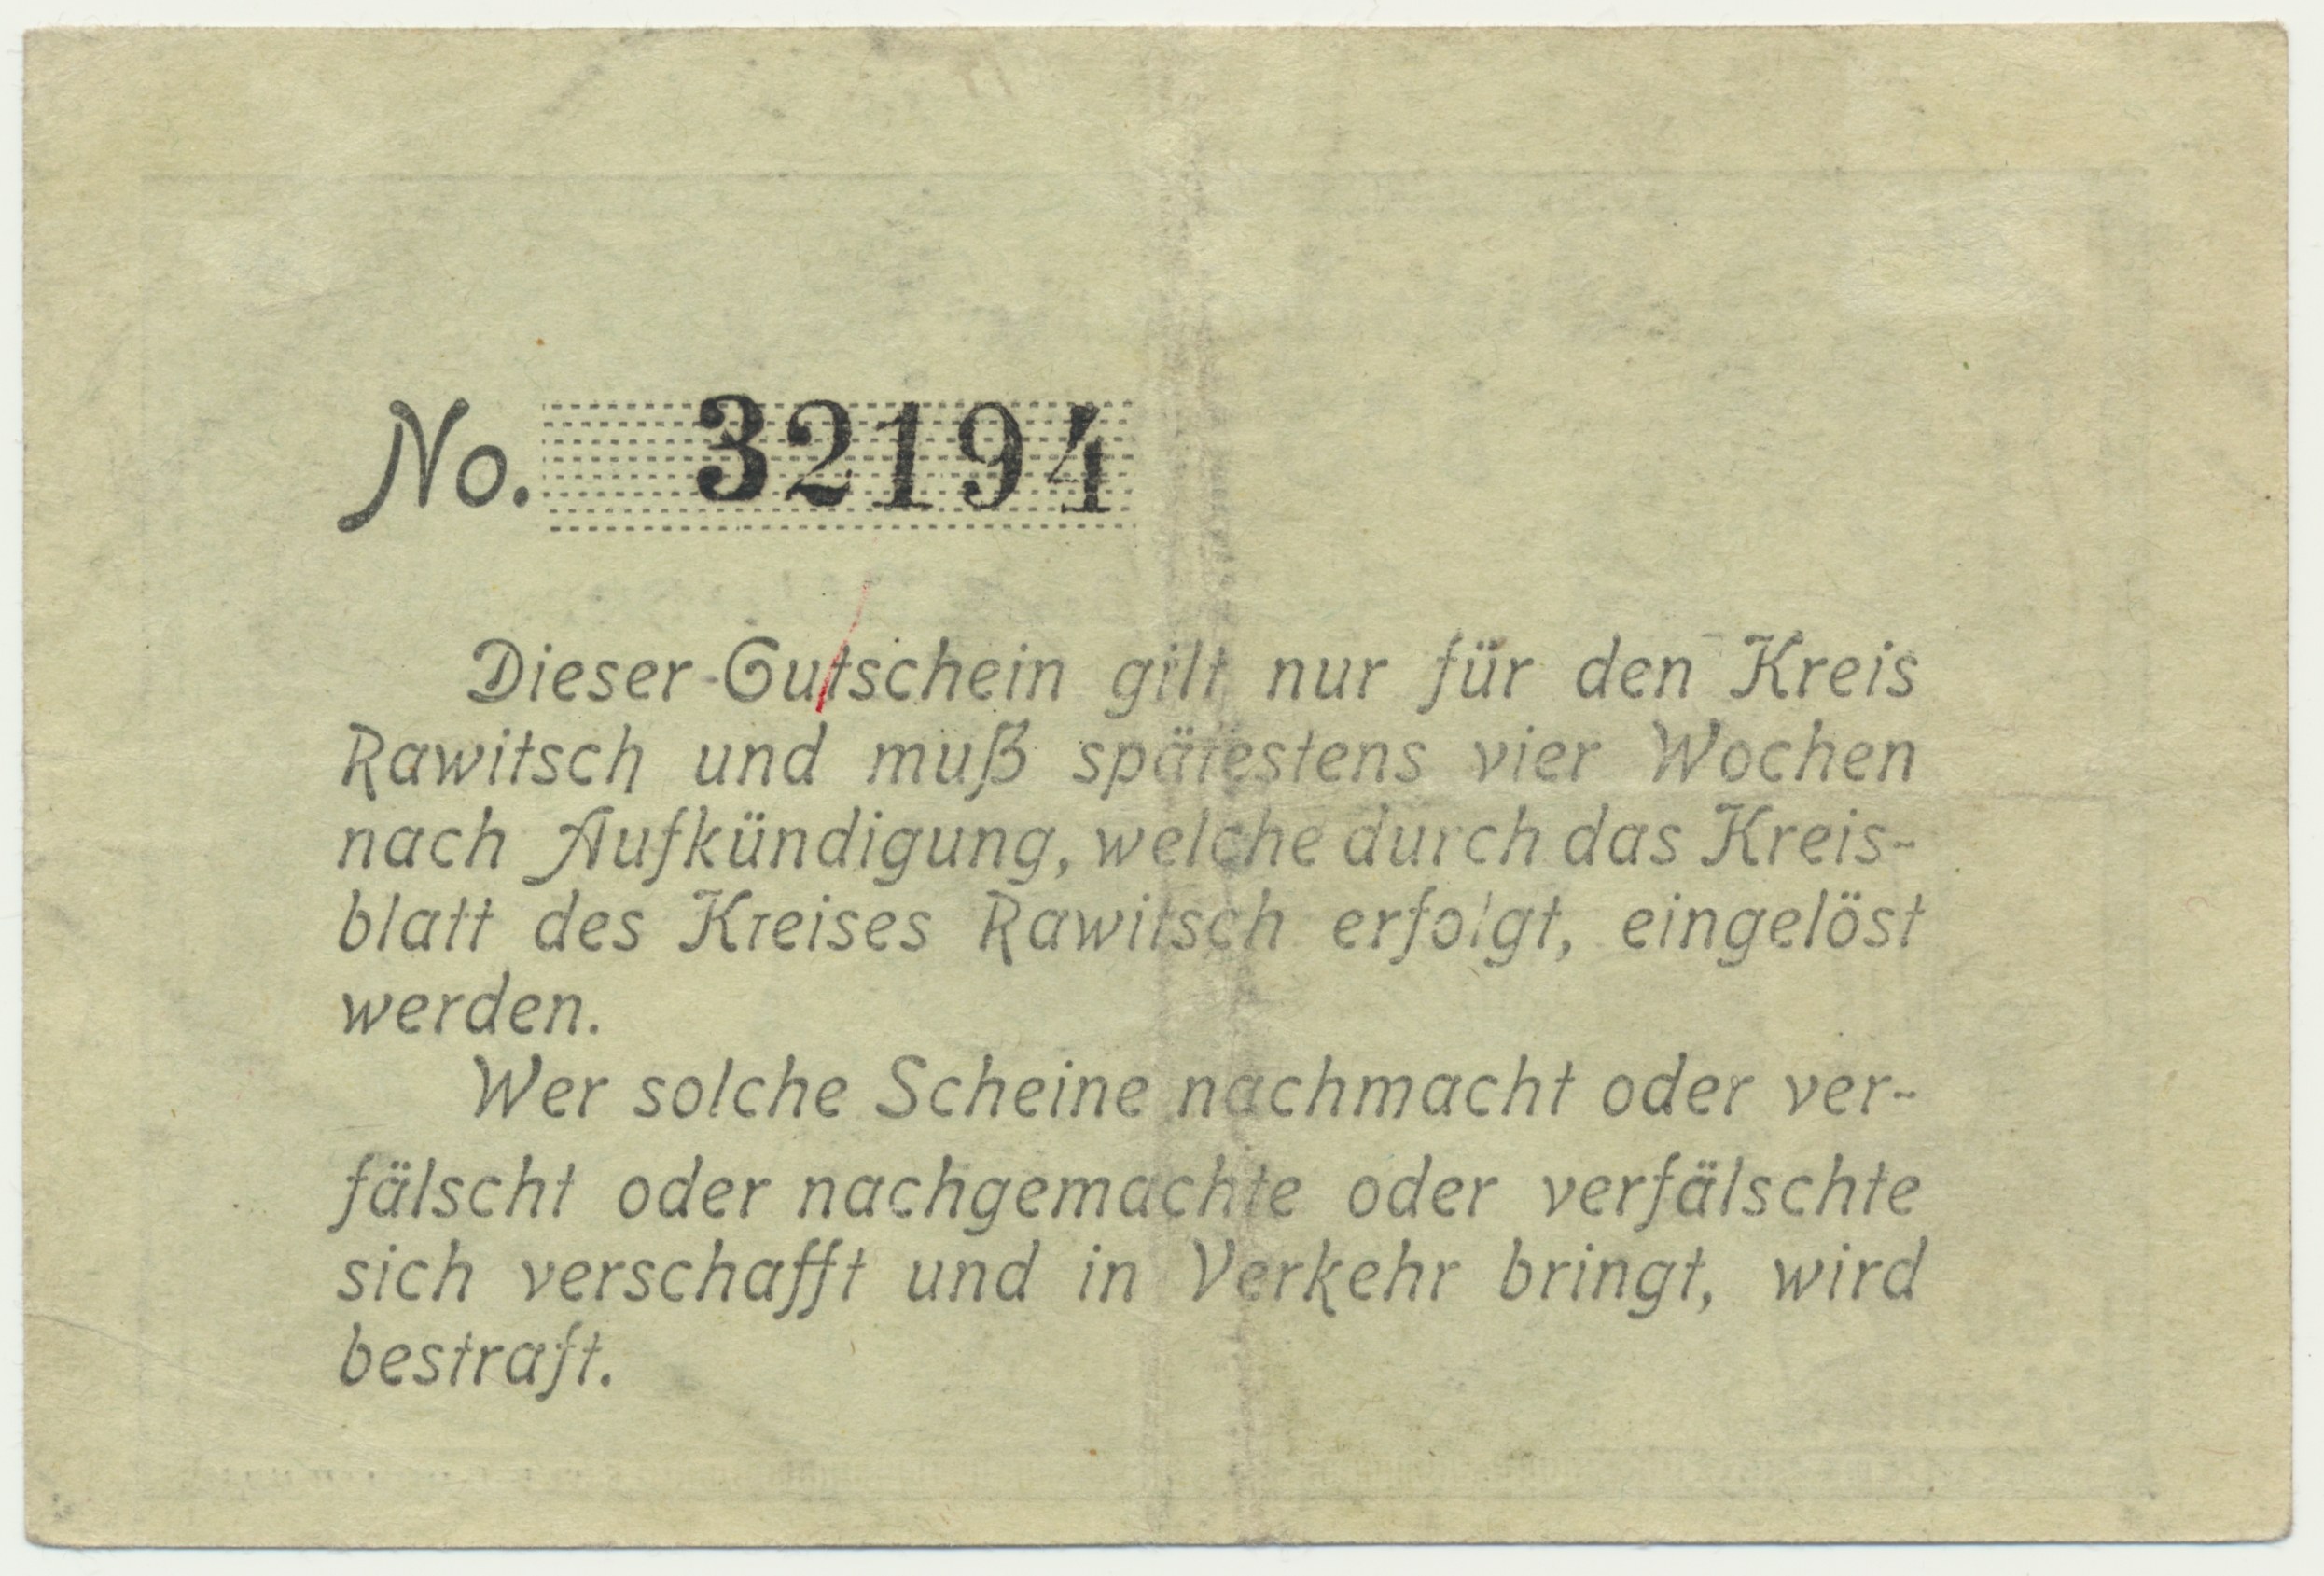 No. 32194
Dieser Gutschein gilt nur für den Kreis
Rawitsch und muß spätestens vier Wochen
nach Aufkündigung, welche durch das Kreis-
blatt des Kreises Rawitsch erfolgt, eingelöst
werden.
Wer solche Scheine nachmacht oder ver-
fälscht oder nachgemachte oder verfälschte
sich verschafft und in Verkehr bringt, wird
bestraft.